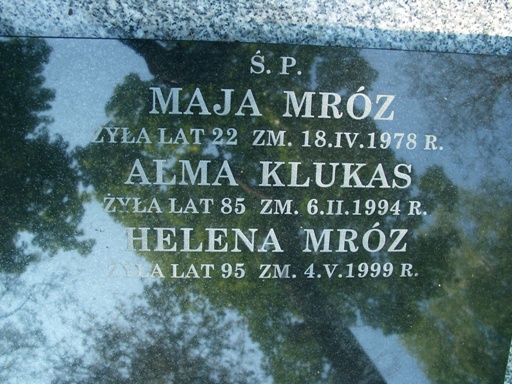 Ś. P.
MAJA MRÓZ
ŻYŁA LAT 22 ZM. 18.IV.1978 R.
ALMA KLUKAS
ŻYŁA LAT 85 ZM. 6.II.1994 R.
HELENA MRÓZ
ŻYŁA LAT 95 ZM. 4.V.1999 R.